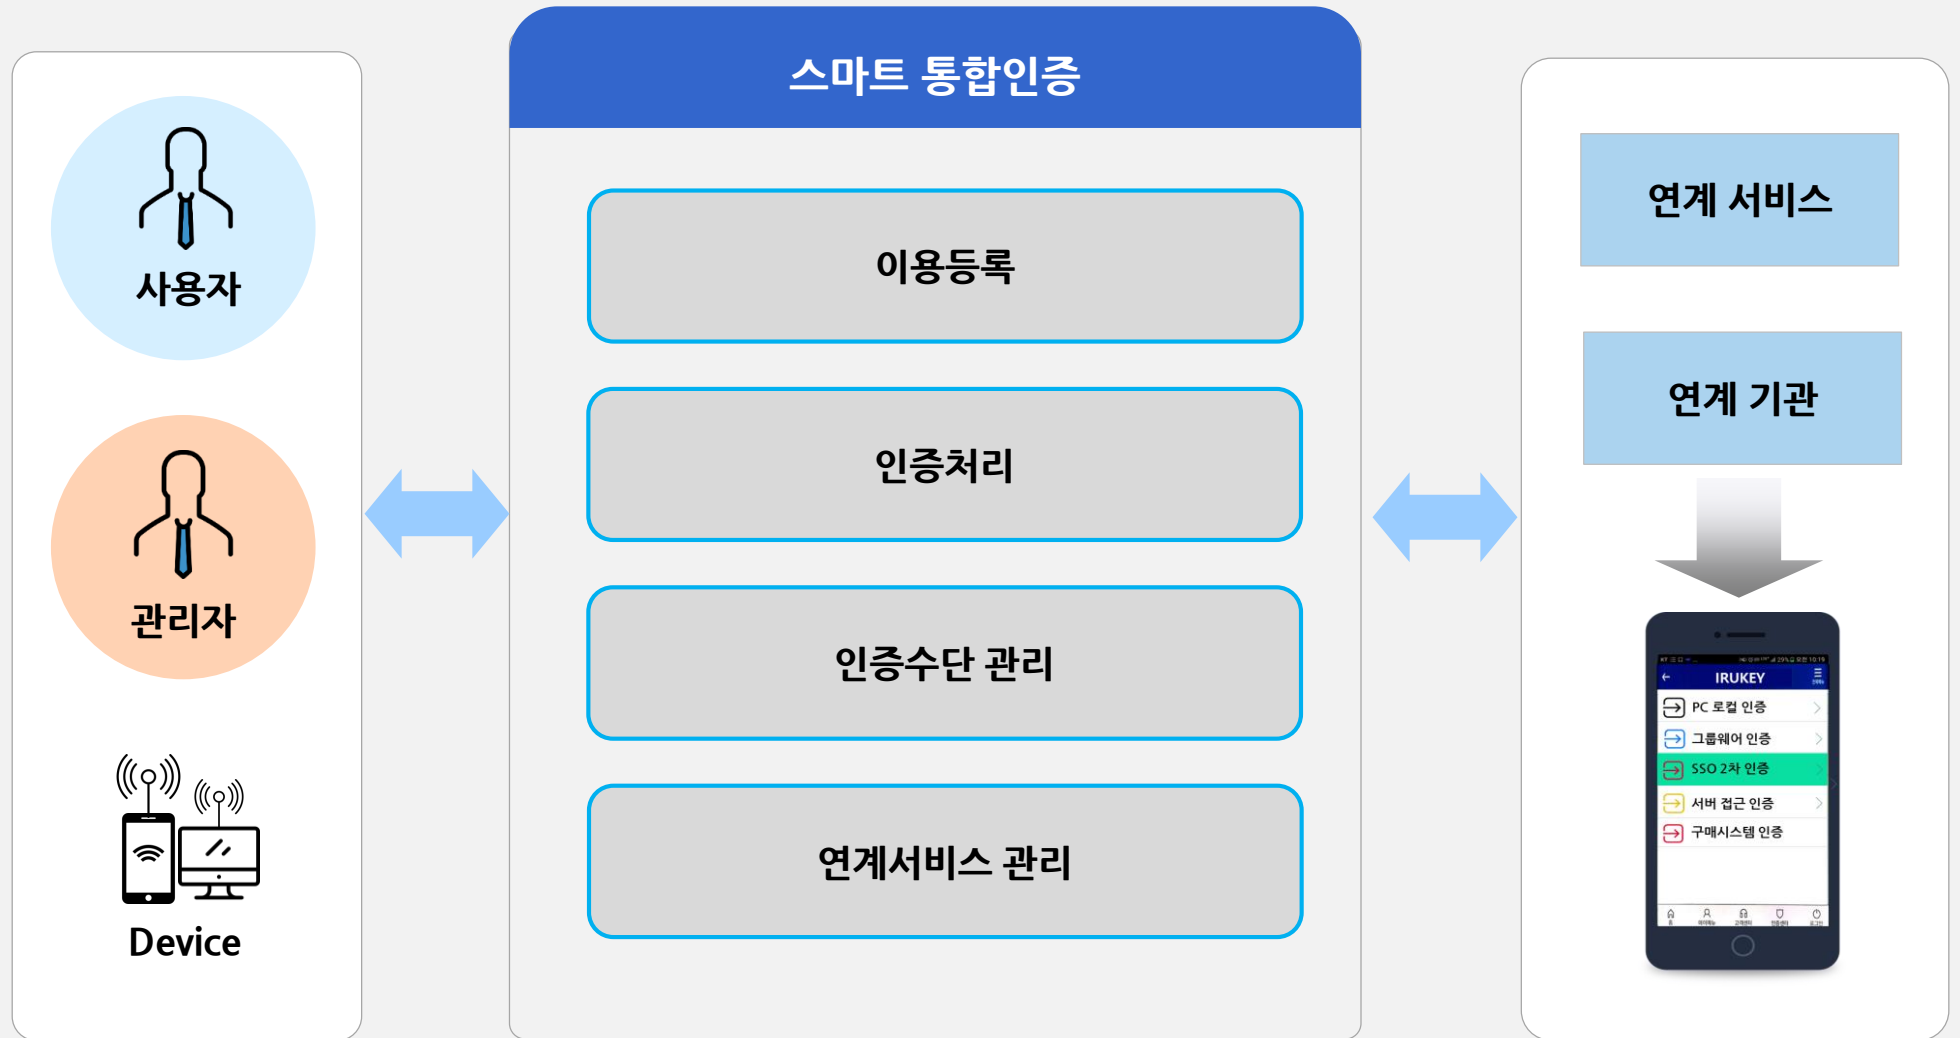 스마트 통합인증
사용자
관리자
Device
이용등록
인증처리
인증수단 관리
연계서비스 관리
연계 서비스
연계 기관
IRUKEY
PC 로컬 인증
그룹웨어 인증
SSO 2차 인증
서버 접근 인증
구매시스템 인증